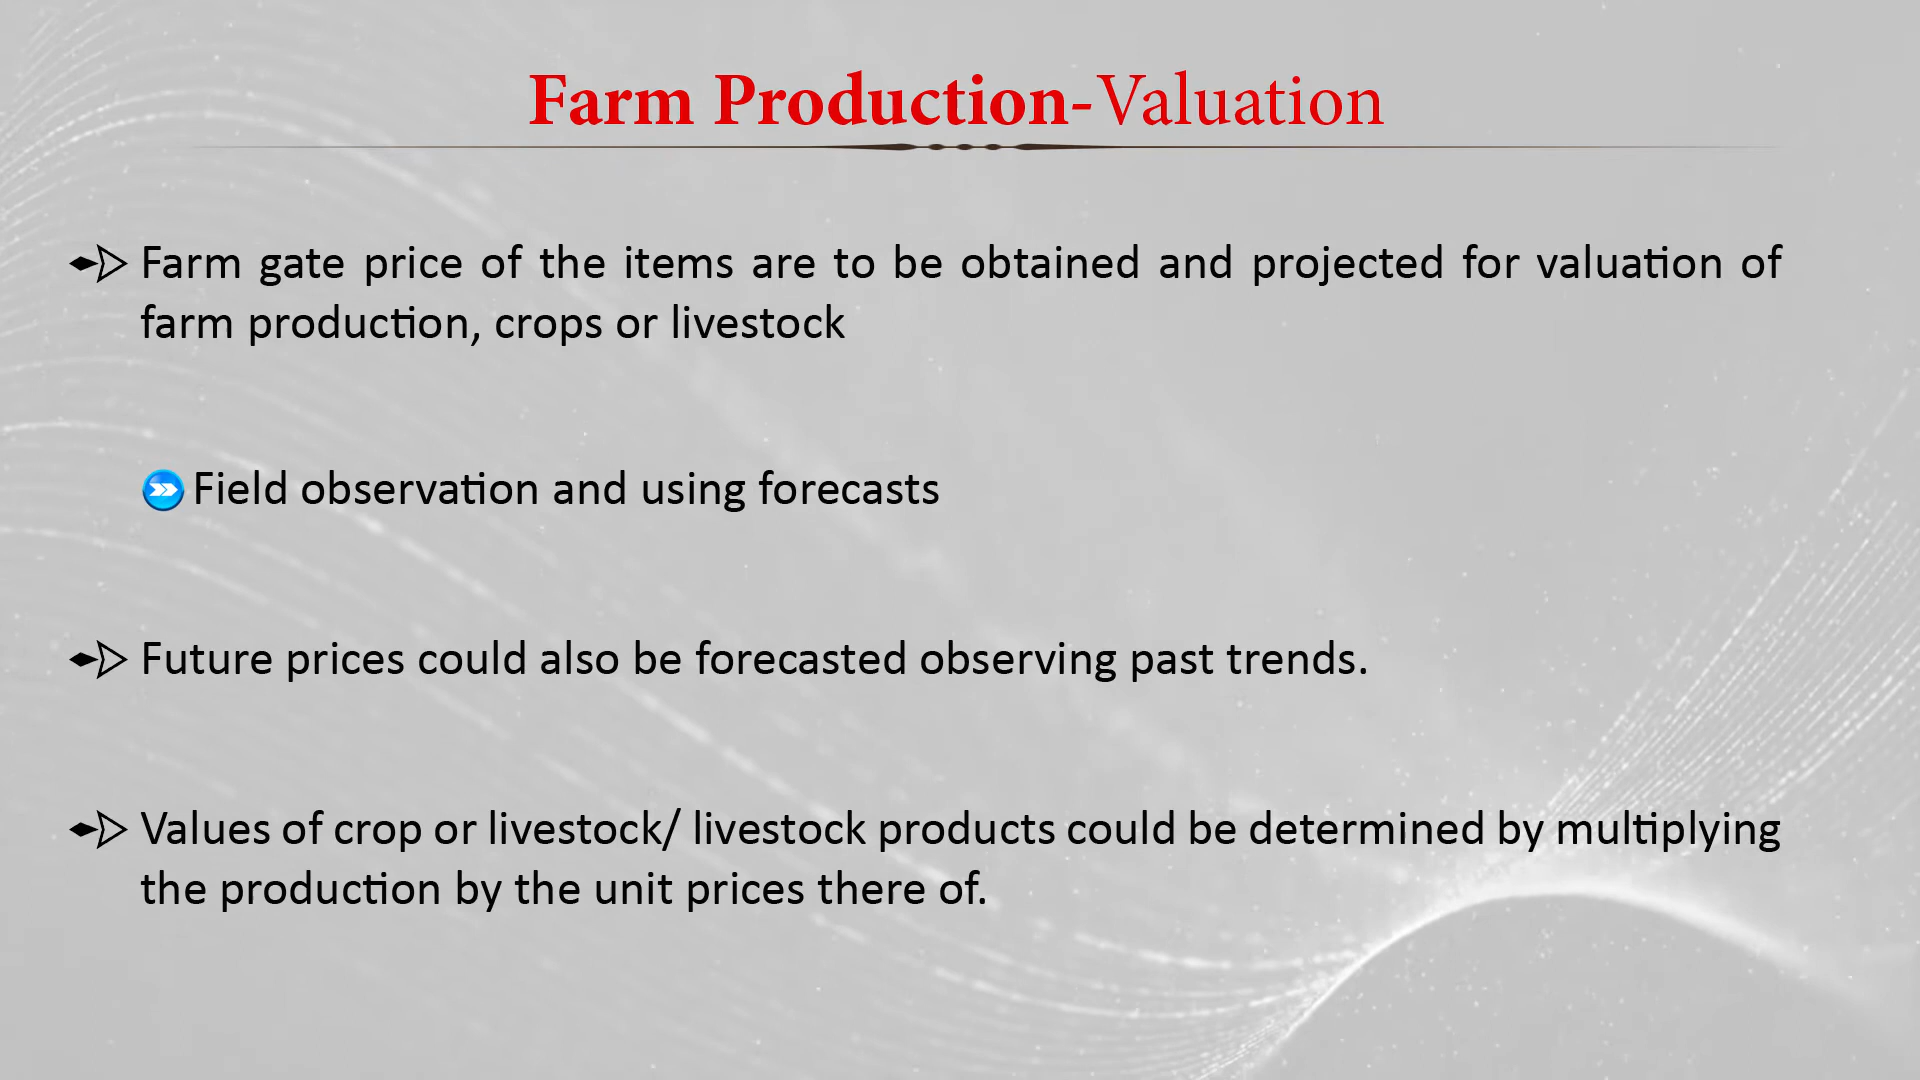 Farm Production-Valuation
Farm gate price of the items are to be obtained and projected for valuation of
farm production, crops or livestock
Field observation and using forecasts
Future prices could also be forecasted observing past trends.
Values of crop or livestock/ livestock products could be determined by multiplying
the production by the unit prices there of.